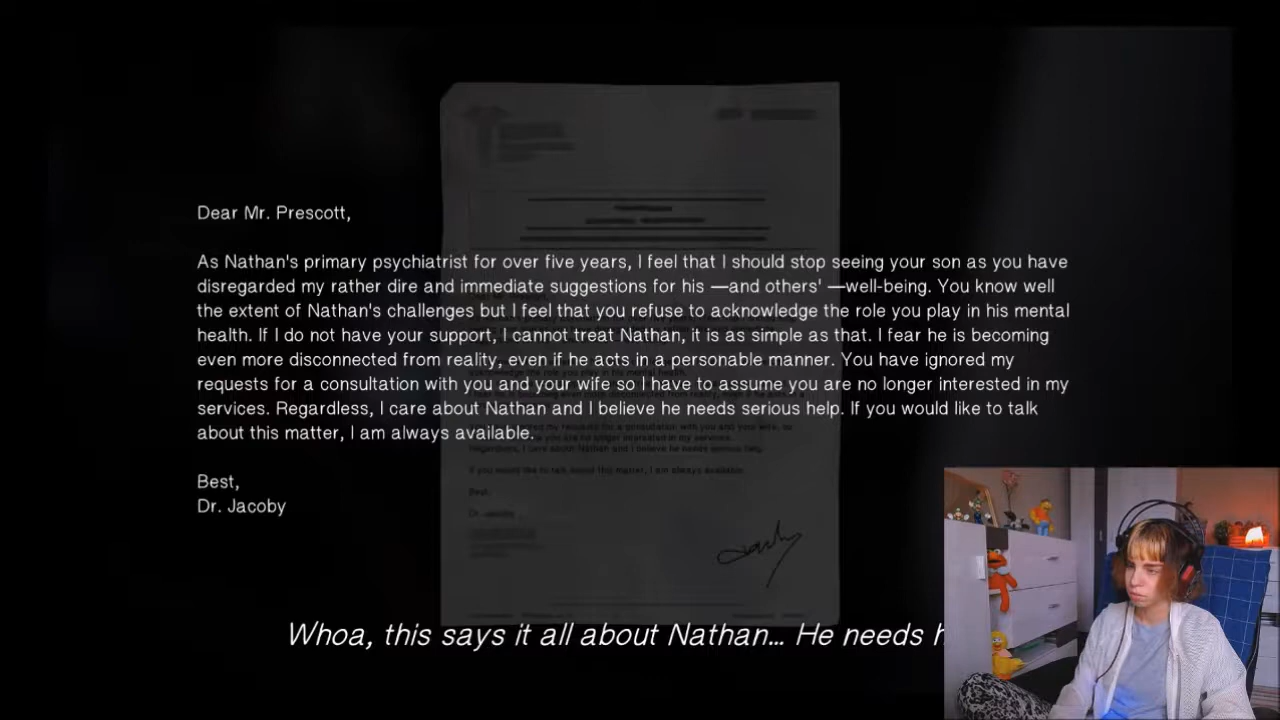 Dear Mr. Prescott,
As Nathan's primary psychiatrist for over five years, I feel that I should stop seeing your son as you have
disregarded my rather dire and immediate suggestions for his —and others' —well-being. You know well
the extent of Nathan's challenges but I feel that you refuse to acknowledge the role you play in his mental
health. If I do not have your support, I cannot treat Nathan, it is as simple as that. I fear he is becoming
even more disconnected from reality, even if he acts in a personable manner. You have ignored my
requests for a consultation with you and your wife so I have to assume you are no longer interested in my
services. Regardless, I care about Nathan and I believe he needs serious help. If you would like to talk
about this matter, I am always available.
Best,
Dr. Jacoby
Whoa, this says it all about Nathan... He needs